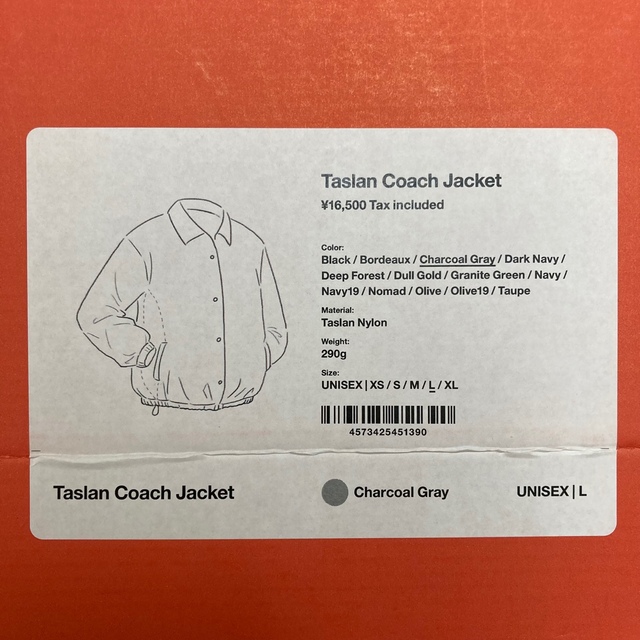 Taslan Coach Jacket
¥16,500 Tax included
Color:
Black / Bordeaux / Charcoal Gray / Dark Navy /
Deep Forest / Dull Gold / Granite Green / Navy /
Navy19 / Nomad / Olive / Olive19 / Taupe
Material:
Taslan Nylon
Weight:
290g
Size:
UNISEX | XS / S / M / L / XL
4573425451390
Taslan Coach Jacket
Charcoal Gray
UNISEX | L